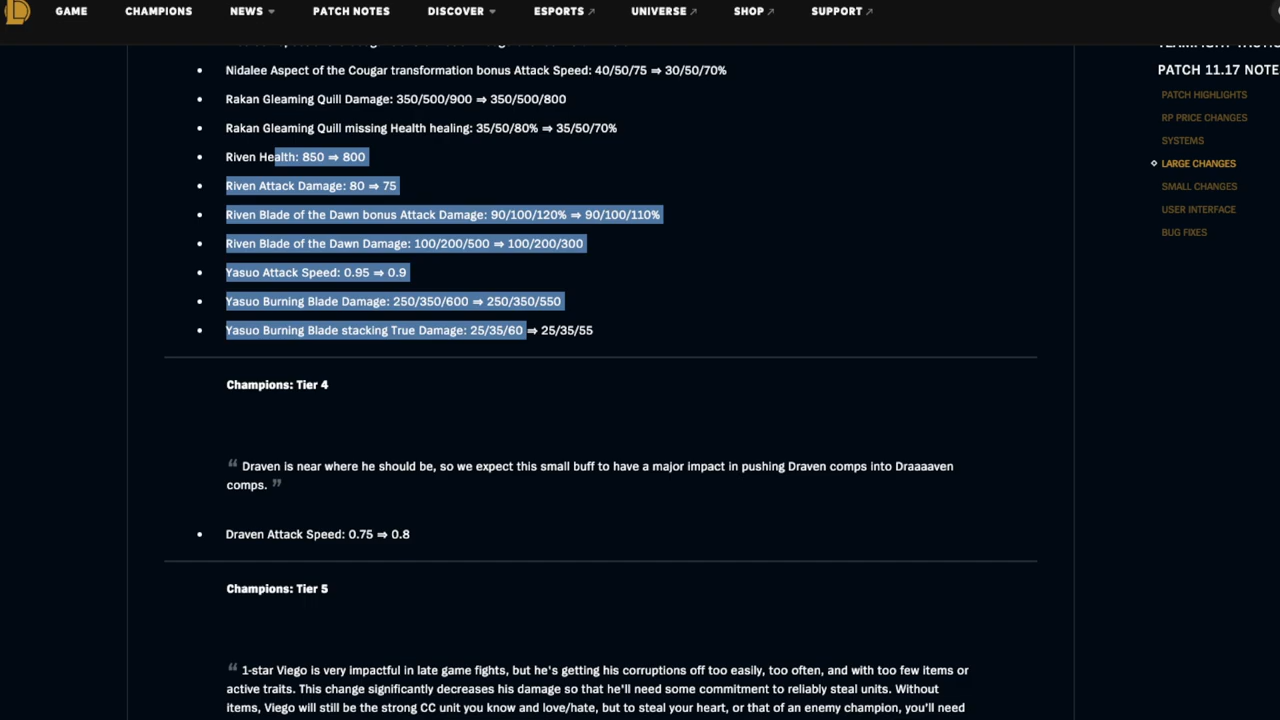 GAME
CHAMPIONS
NEWS
PATCH NOTES
DISCOVER
ESPORTS
UNIVERSE
SHOP
SUPPORT
Nidalee Aspect of the Cougar transformation bonus Attack Speed: 40/50/75 ⇒ 30/50/70%
Rakan Gleaming Quill Damage: 350/500/900 ⇒ 350/500/800
Rakan Gleaming Quill missing Health healing: 35/50/80% ⇒ 35/50/70%
Riven Health: 850 ⇒ 800
Riven Attack Damage: 80 ⇒ 75
Riven Blade of the Dawn bonus Attack Damage: 90/100/120% ⇒ 90/100/110%
Riven Blade of the Dawn Damage: 100/200/500 ⇒ 100/200/300
Yasuo Attack Speed: 0.95 ⇒ 0.9
Yasuo Burning Blade Damage: 250/350/600 ⇒ 250/350/550
Yasuo Burning Blade stacking True Damage: 25/35/60 ⇒ 25/35/55
Champions: Tier 4
“ Draven is near where he should be, so we expect this small buff to have a major impact in pushing Draven comps into Draaaaven
comps. ”
Draven Attack Speed: 0.75 ⇒ 0.8
Champions: Tier 5
“ 1-star Viego is very impactful in late game fights, but he's getting his corruptions off too easily, too often, and with too few items or
active traits. This change significantly decreases his damage so that he'll need some commitment to reliably steal units. Without
items, Viego will still be the strong CC unit you know and love/hate, but to steal your heart, or that of an enemy champion, you'll need
PATCH 11.17 NOTE
PATCH HIGHLIGHTS
RP PRICE CHANGES
SYSTEMS
LARGE CHANGES
SMALL CHANGES
USER INTERFACE
BUG FIXES